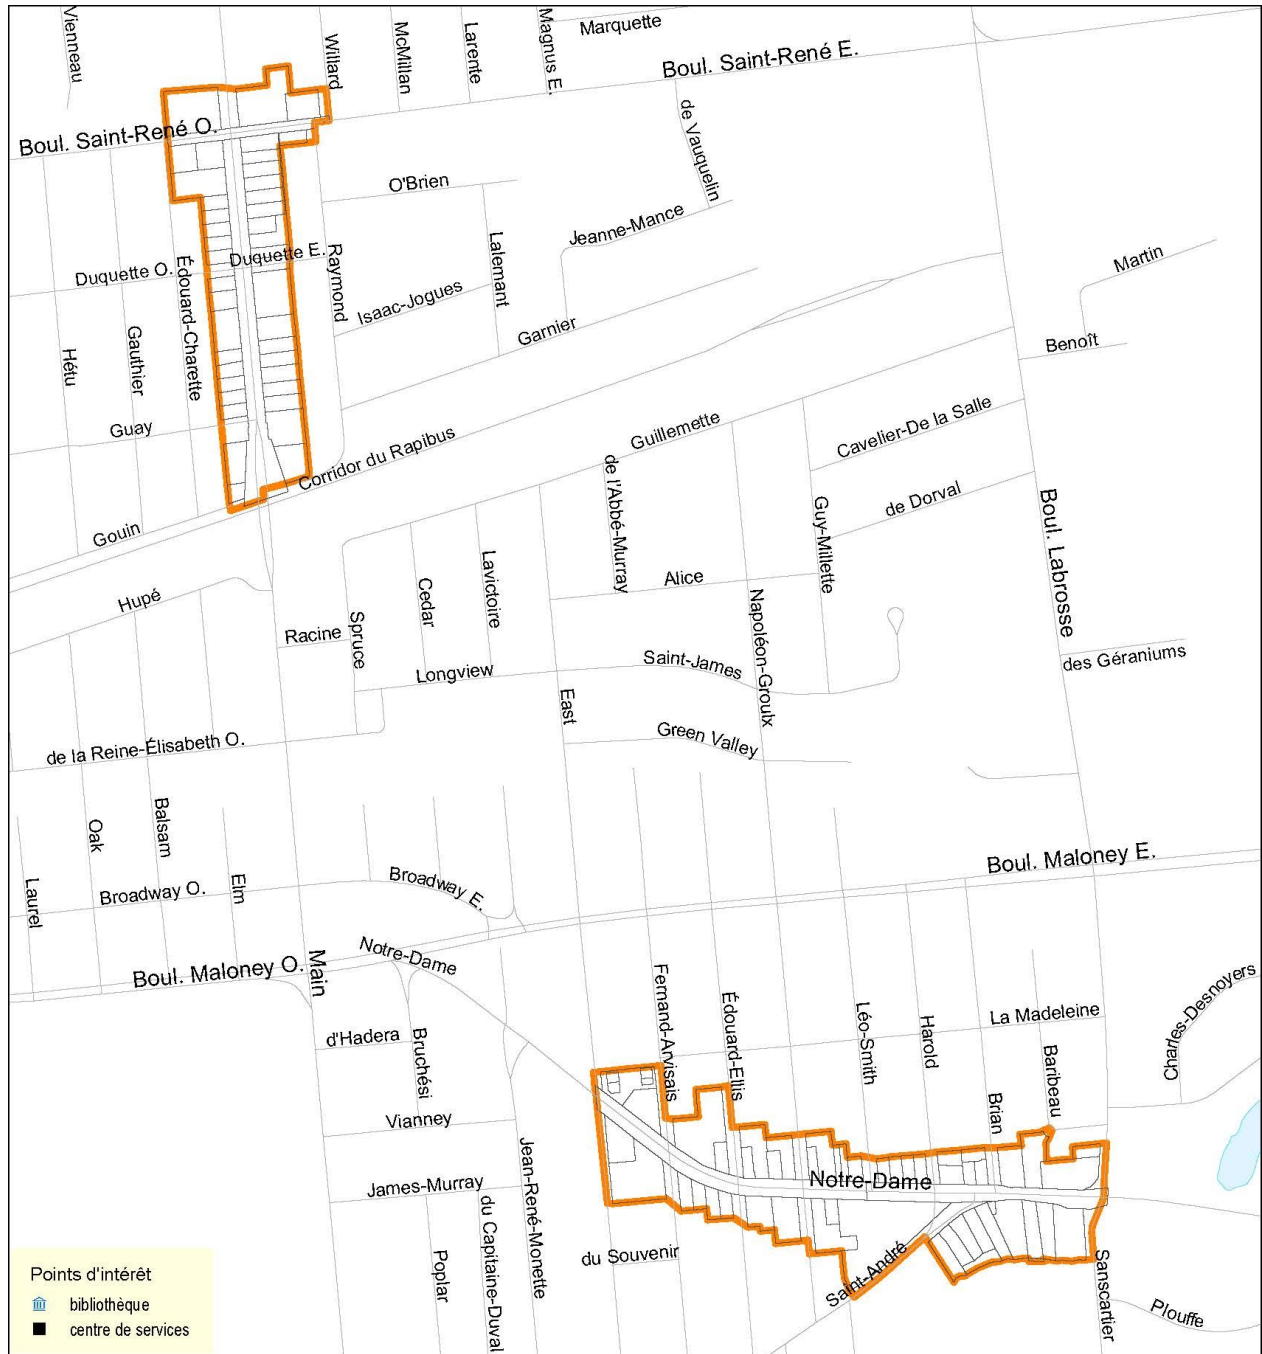 Vienneau
Willard
McMillan
Larente
Magnus E.
Marquette
Boul. Saint-René E.
Boul. Saint-René O.
de Vauquelin
O'Brien
Jeanne-Mance
Lalemant
Duquette O.
Édouard-Charette
Duquette E.
Raymond
Isaac-Jogues
Martin
Garnier
Benoît
Hétu
Gauthier
Guay
Corridor du Rapibus
Guillemette
Cavelier-De la Salle
de l'Abbé-Murray
Guy-Millette
de Dorval
Boul. Labrosse
Gouin
Hupé
Racine
Spruce
Cedar
Lavictoire
Alice
Napoléon-Groulx
Longview
Saint-James
des Géraniums
East
Green Valley
de la Reine-Élisabeth O.
Laurel
Oak
Balsam
Elm
Broadway O.
Broadway E.
Boul. Maloney E.
Boul. Maloney O.
Main
Notre-Dame
Fernand-Arvisais
Édouard-Ellis
Léo-Smith
Harold
La Madeleine
Charles-Desnoyers
d'Hadera
Bruchési
Brian
Baribeau
Vianney
Jean-René-Monette
James-Murray
Notre-Dame
Poplar
du Capitaine-Duval
du Souvenir
Saint-André
Sanscartier
Plouffe
Points d'intérêt
bibliothèque
centre de services